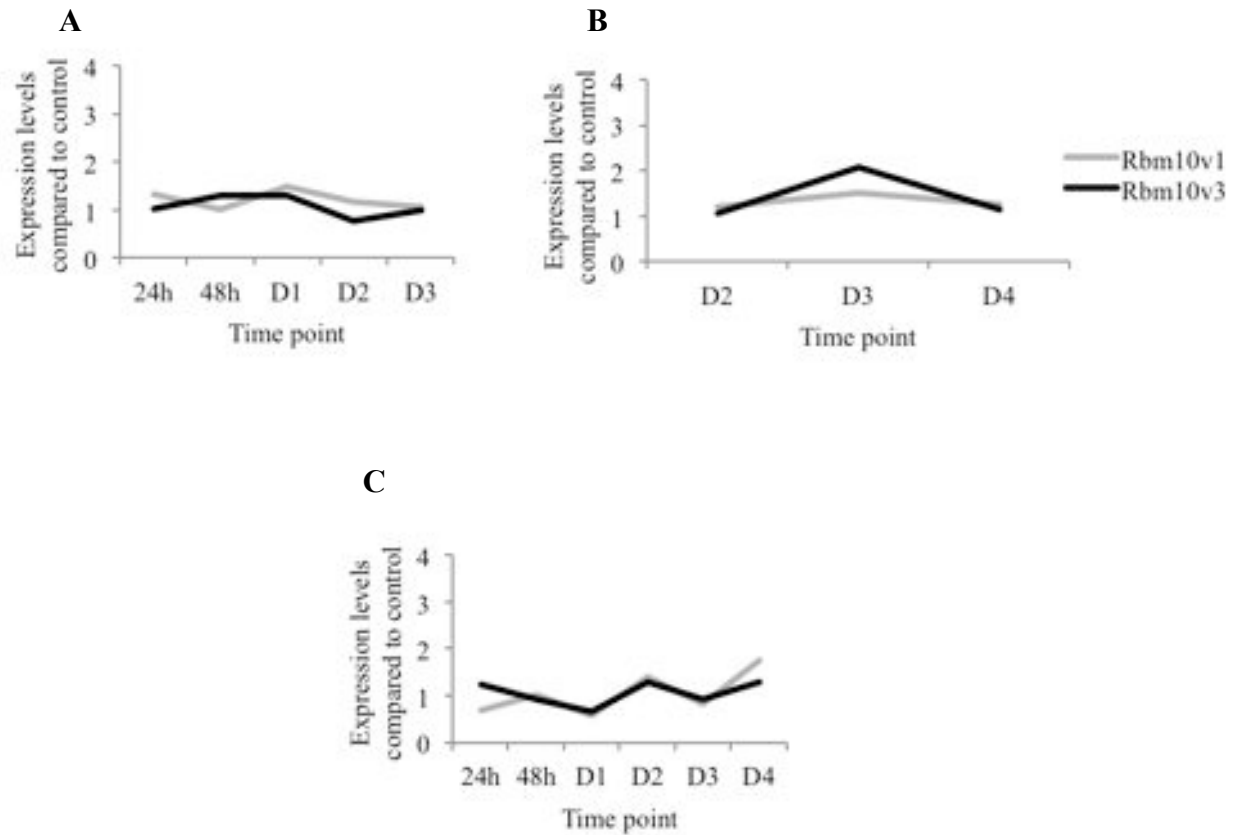 A
Expression levels
compared to control
4
3
2
1
0
24h 48h D1 D2 D3
Time point
B
Expression levels
compared to control
4
3
2
1
0
D2 D3 D4
Time point
Rbm10v1
Rbm10v3
C
Expression levels
compared to control
4
3
2
1
0
24h 48h D1 D2 D3 D4
Time point